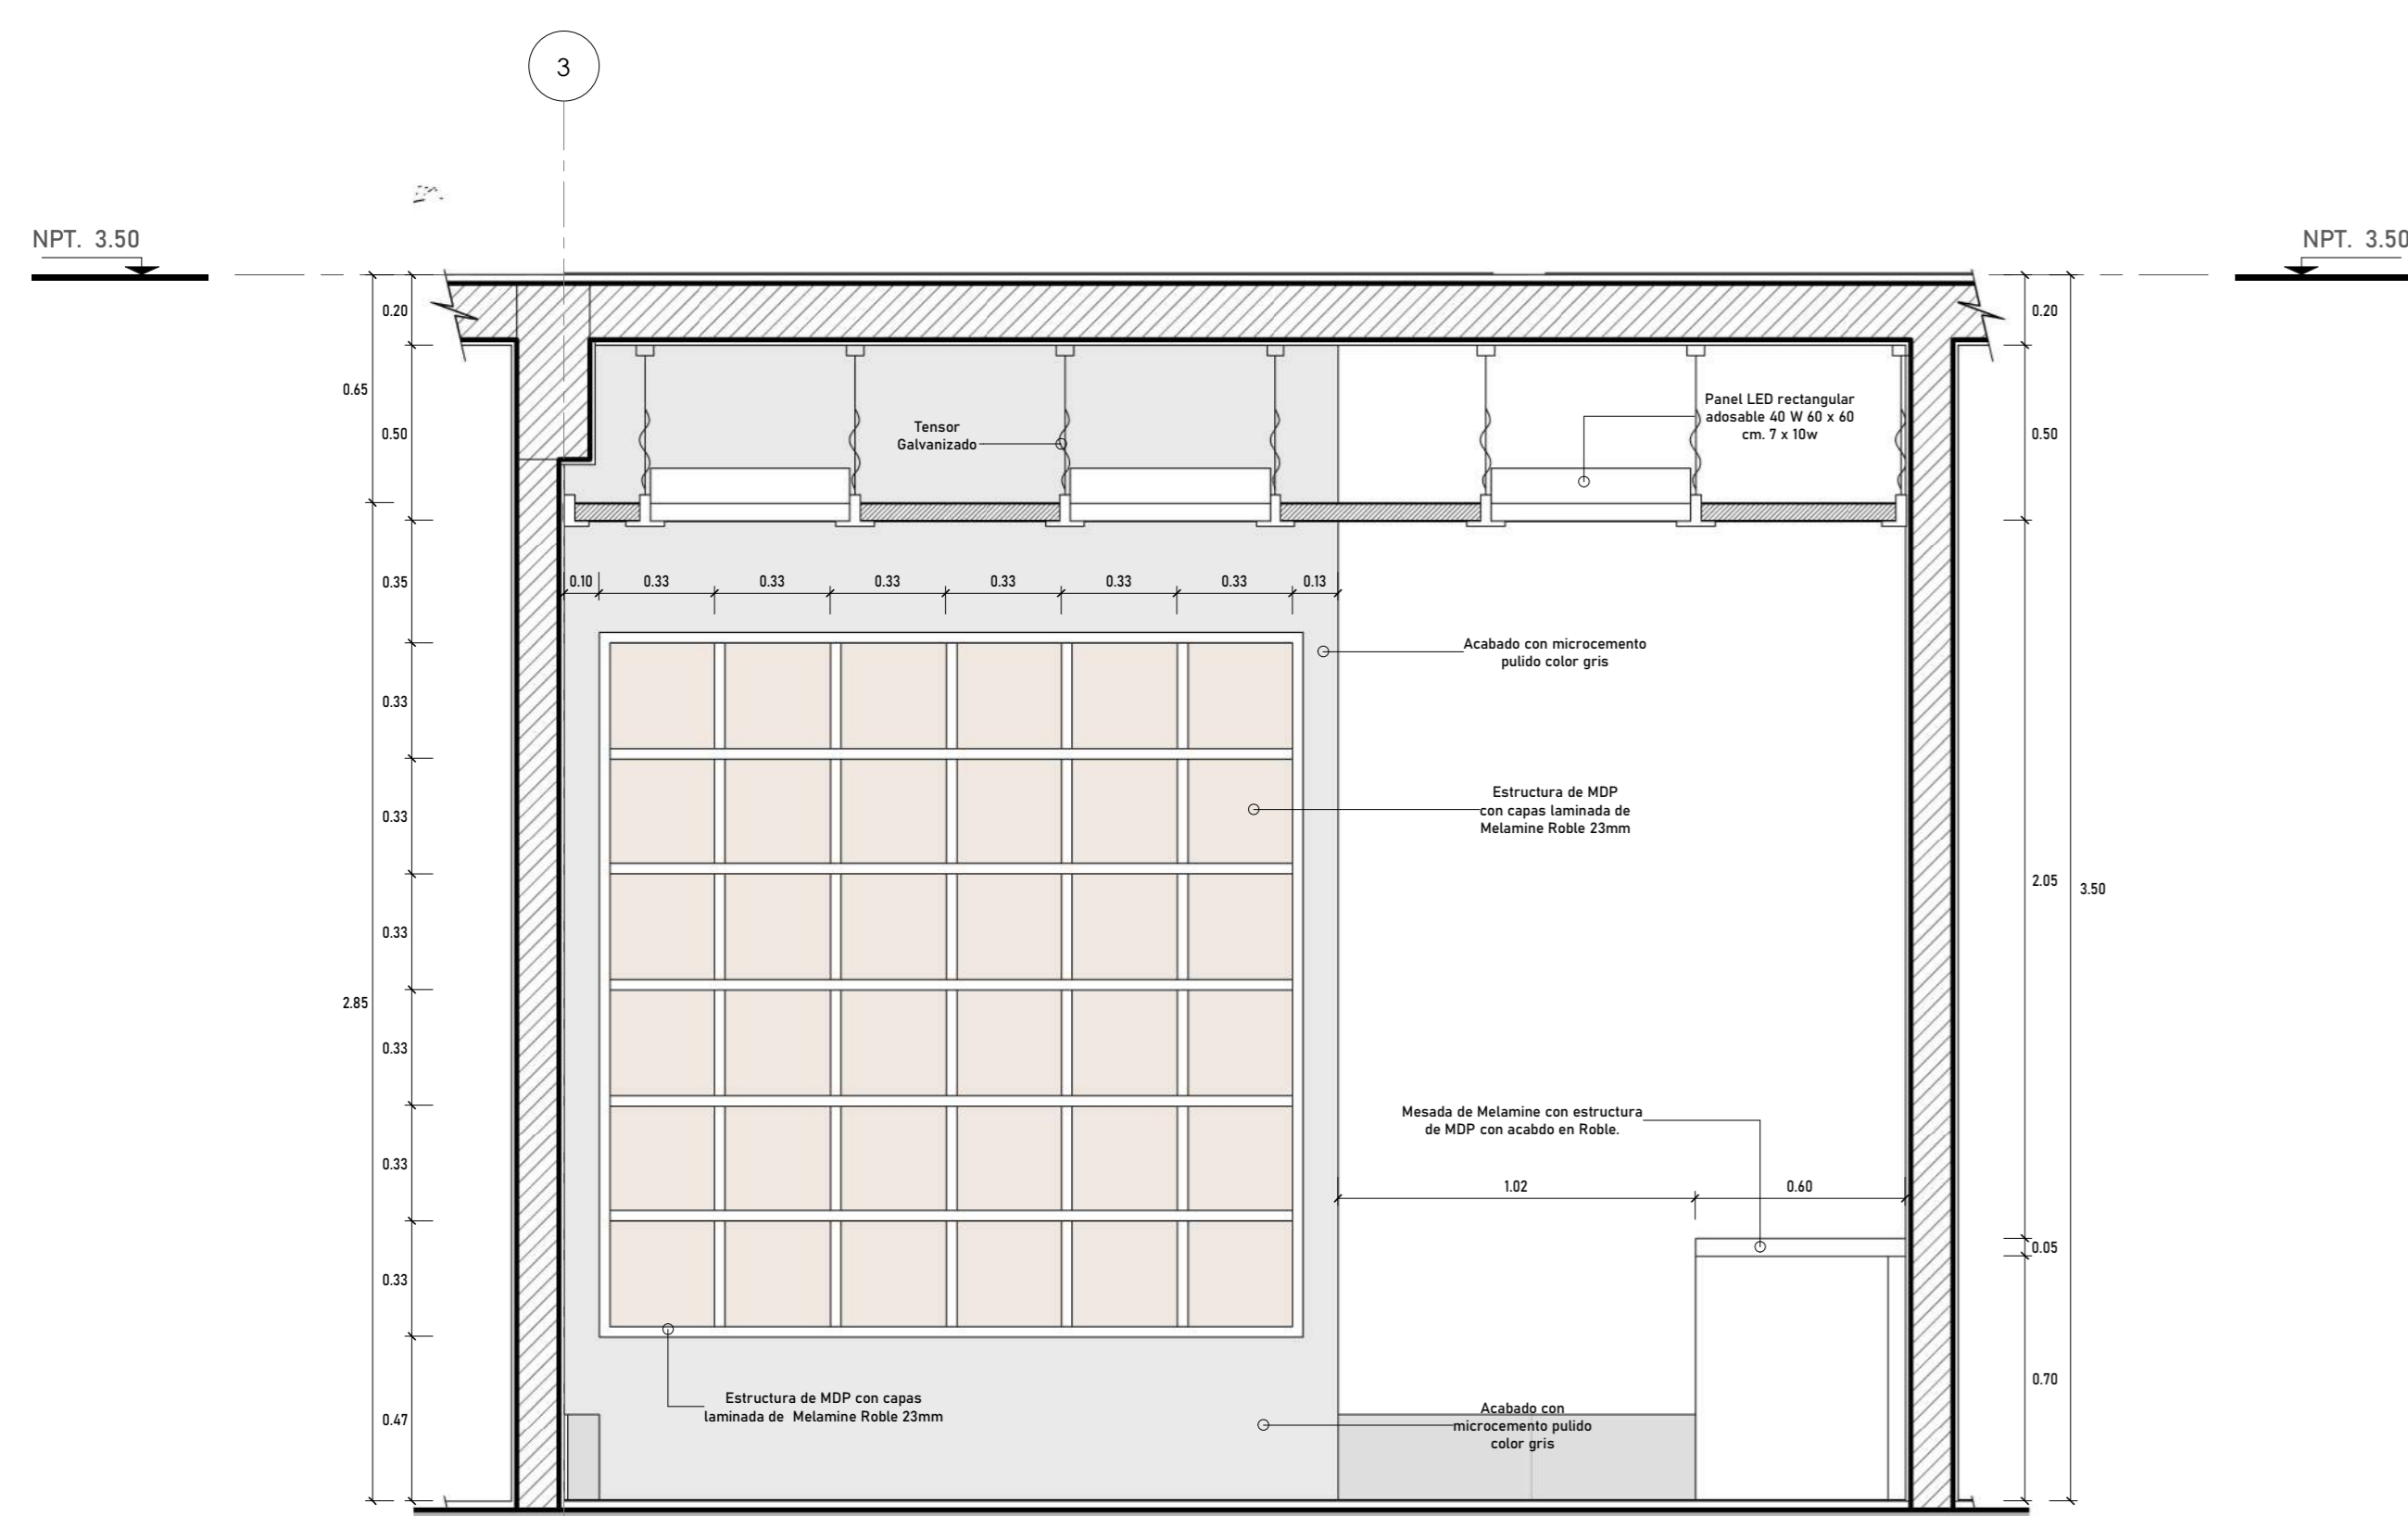 3
NPT. 3.50
NPT. 3.50
0.20
0.20
0.65
0.50
Tensor
Galvanizado
Panel LED rectangular
adosable 40 W 60 x 60
cm. 7 x 10w
0.50
0.35
0.10
0.33
0.33
0.33
0.33
0.33
0.33
0.13
Acabado con microcemento
pulido color gris
0.33
0.33
Estructura de MDP
con capas laminada de
Melamine Roble 23mm
2.05
3.50
0.33
2.85
0.33
0.33
Mesada de Melamine con estructura
de MDP con acabdo en Roble.
1.02
0.60
0.33
0.05
0.70
0.47
Estructura de MDP con capas
laminada de Melamine Roble 23mm
Acabado con
microcemento pulido
color gris